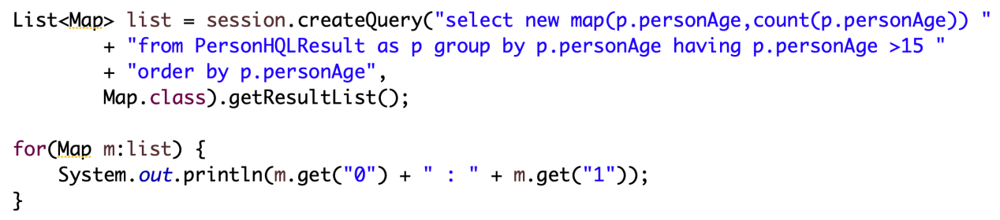 List<Map> list = session.createQuery("select new map(p.personAge,count(p.personAge)) "
        + "from PersonHQLResult as p group by p.personAge having p.personAge >15 "
        + "order by p.personAge",
        Map.class).getResultList();

for(Map m:list) {
    System.out.println(m.get("0") + " : " + m.get("1"));
}